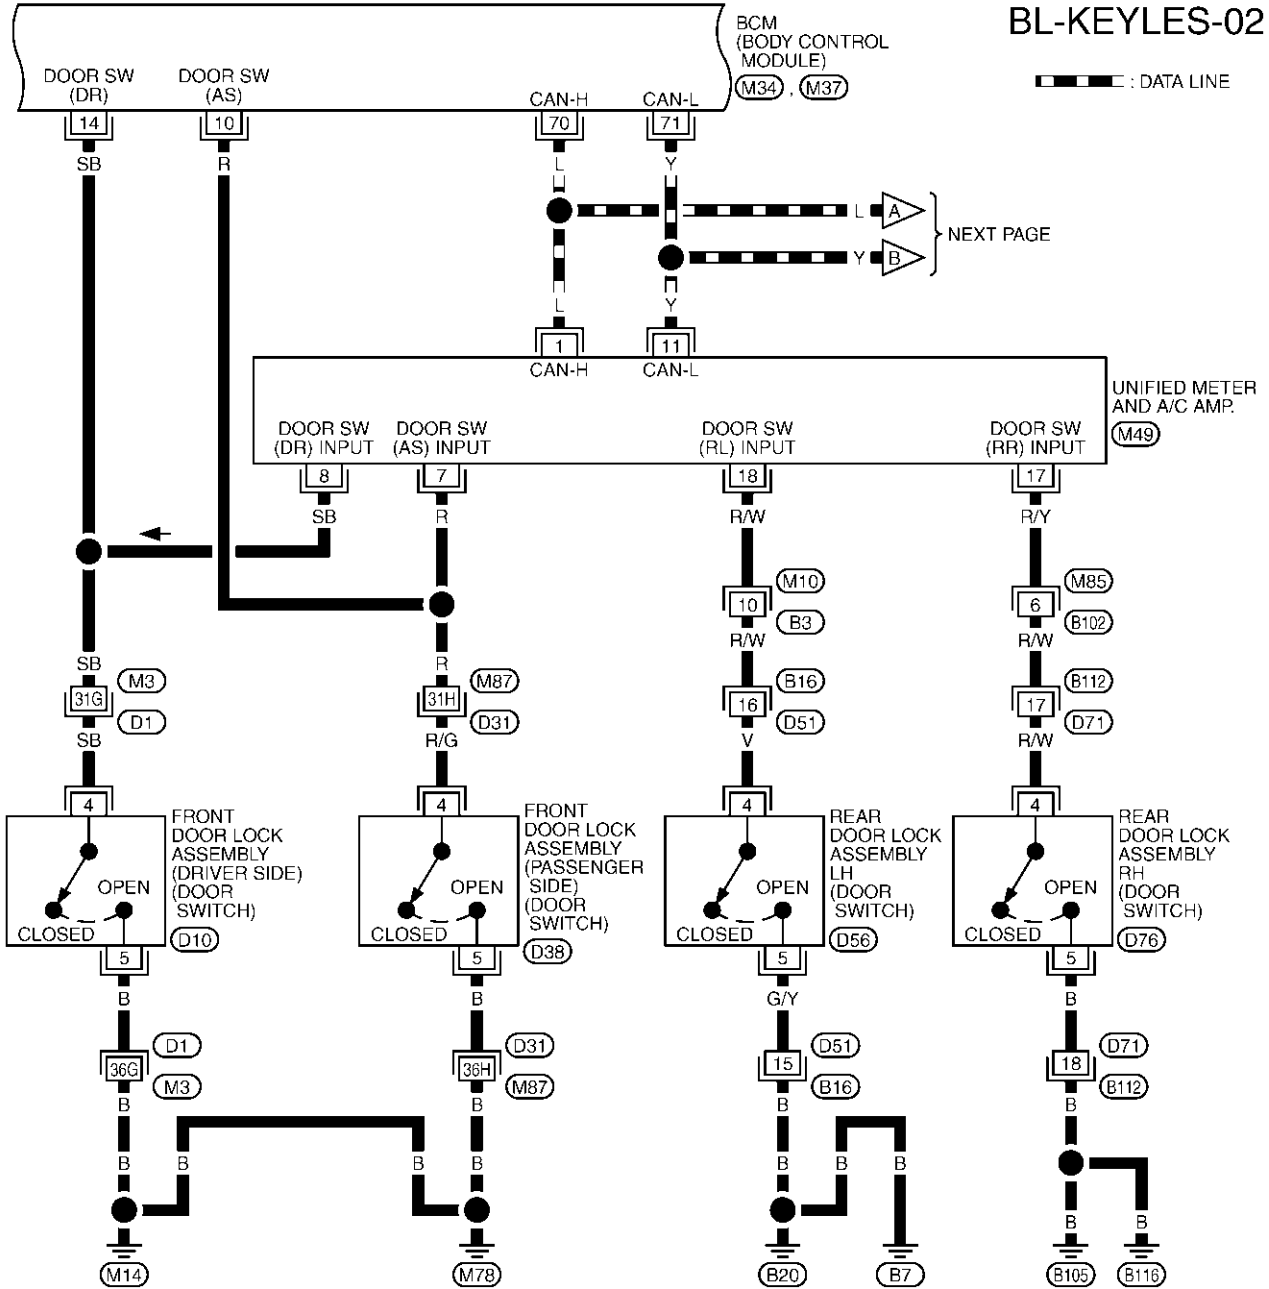 BL-KEYLES-02
BCM
(BODY CONTROL
MODULE)
M34 , M37
: DATA LINE
DOOR SW
(DR)
DOOR SW
(AS)
CAN-H
CAN-L
14
10
70
71
SB
R
L
Y
L
A
Y
B
NEXT PAGE
L
Y
1
11
CAN-H
CAN-L
UNIFIED METER
AND A/C AMP.
M49
DOOR SW
(DR) INPUT
DOOR SW
(AS) INPUT
DOOR SW
(RL) INPUT
DOOR SW
(RR) INPUT
8
7
18
17
SB
R
R/W
R/Y
M10
10
B3
M85
6
B102
R/W
R/W
SB
R
M3
31G
D1
M87
31H
D31
B16
16
D51
B112
17
D71
SB
R/G
V
R/W
4
4
4
4
FRONT
DOOR LOCK
ASSEMBLY
(DRIVER SIDE)
(DOOR
SWITCH)
D10
OPEN
CLOSED
FRONT
DOOR LOCK
ASSEMBLY
(PASSENGER
SIDE)
(DOOR
SWITCH)
D38
OPEN
CLOSED
REAR
DOOR LOCK
ASSEMBLY
LH
(DOOR
SWITCH)
D56
OPEN
CLOSED
REAR
DOOR LOCK
ASSEMBLY
RH
(DOOR
SWITCH)
D76
OPEN
CLOSED
5
5
5
5
B
B
G/Y
B
D1
36G
M3
D31
36H
M87
D51
15
B16
D71
18
B112
B
B
B
B
B
B
B
B
B
B
B
B
B
M14
M78
B20
B7
B105
B116